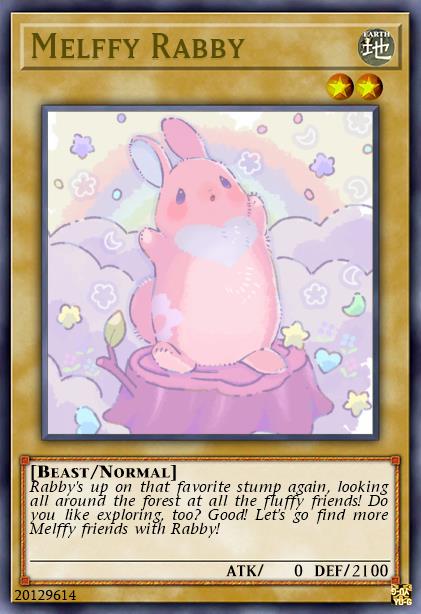 Melffy Rabby
EARTH
地
[Beast/Normal]
Rabby's up on that favorite stump again, looking
all around the forest at all the fluffy friends! Do
you like exploring, too? Good! Let's go find more
Melffy friends with Rabby!
ATK/ 0 DEF/2100
20129614